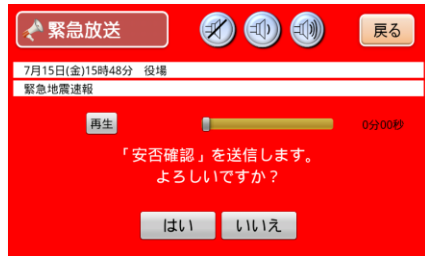 緊急放送
戻る
7月15日(金)15時48分 役場
緊急地震速報
再生
0分00秒
「安否確認」を送信します。
よろしいですか?
はい
いいえ